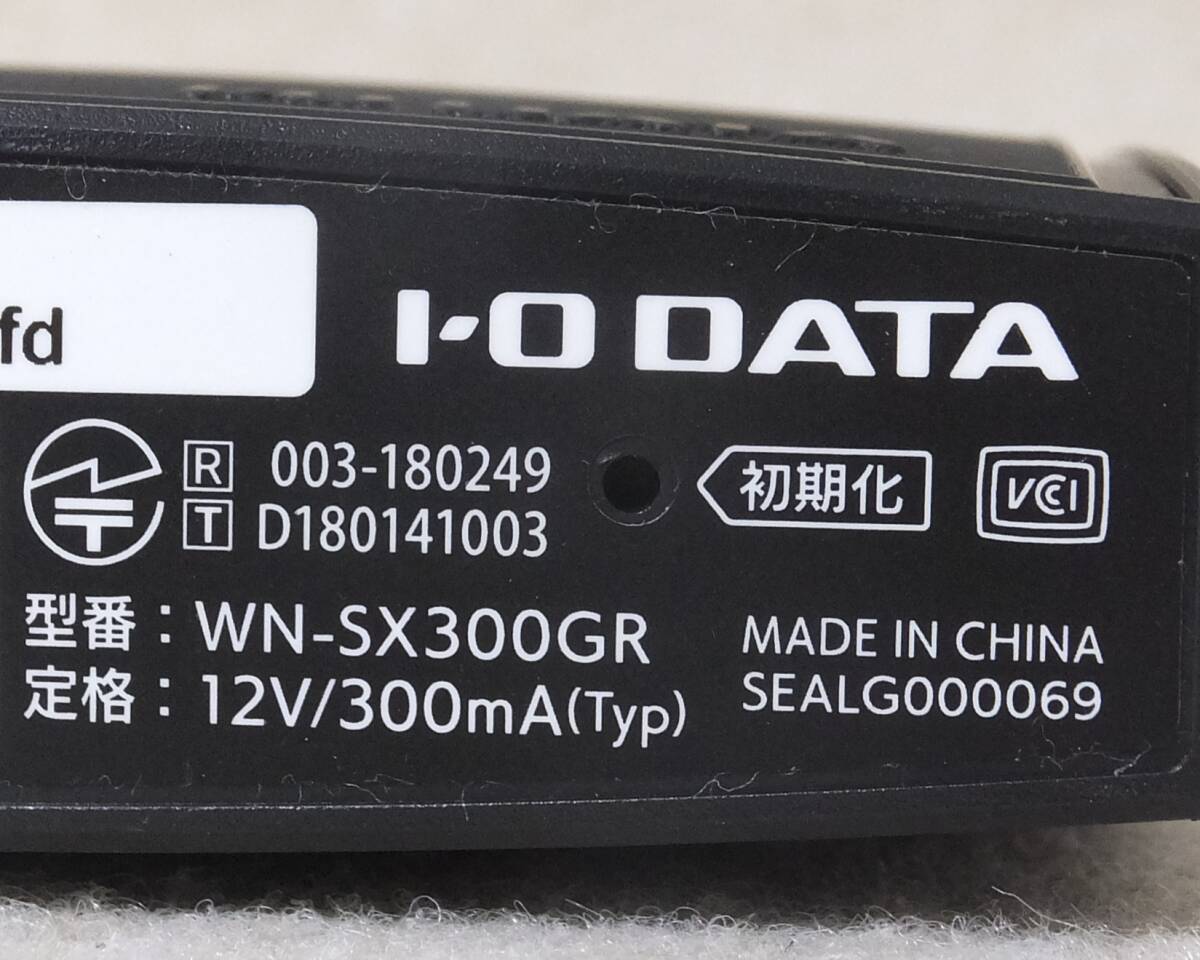 fd
I-O DATA
R 003-180249
T D180141003
初期化
VCCI
型番：WN-SX300GR
定格：12V/300mA(Typ)
MADE IN CHINA
SEALG000069